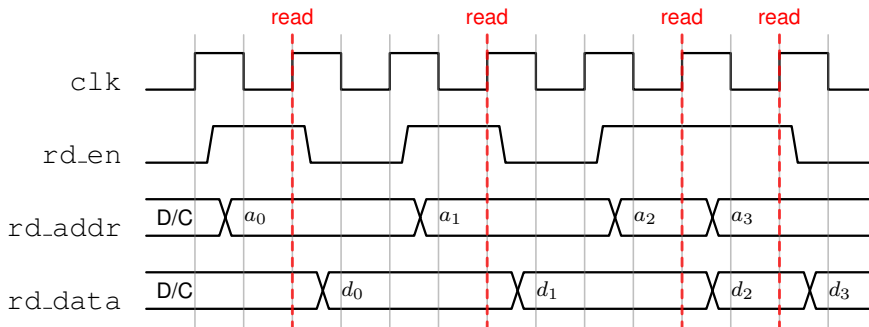 read read read read
clk
rd_en
rd_addr D/C a₀ a₁ a₂ a₃
rd_data D/C d₀ d₁ d₂ d₃